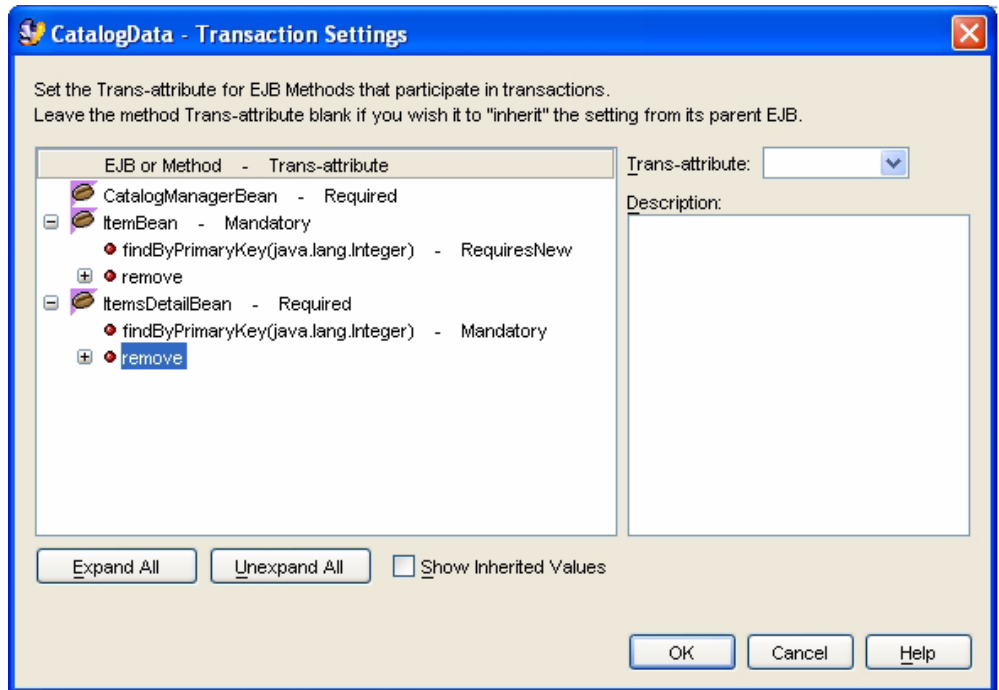 CatalogData - Transaction Settings
Set the Trans-attribute for EJB Methods that participate in transactions.
Leave the method Trans-attribute blank if you wish it to "inherit" the setting from its parent EJB.
EJB or Method - Trans-attribute
Trans-attribute:
CatalogManagerBean - Required
Description:
ItemBean - Mandatory
findByPrimaryKey(java.lang.Integer) - RequiresNew
remove
ItemsDetailBean - Required
findByPrimaryKey(java.lang.Integer) - Mandatory
remove
Expand All Unexpand All Show Inherited Values
OK Cancel Help